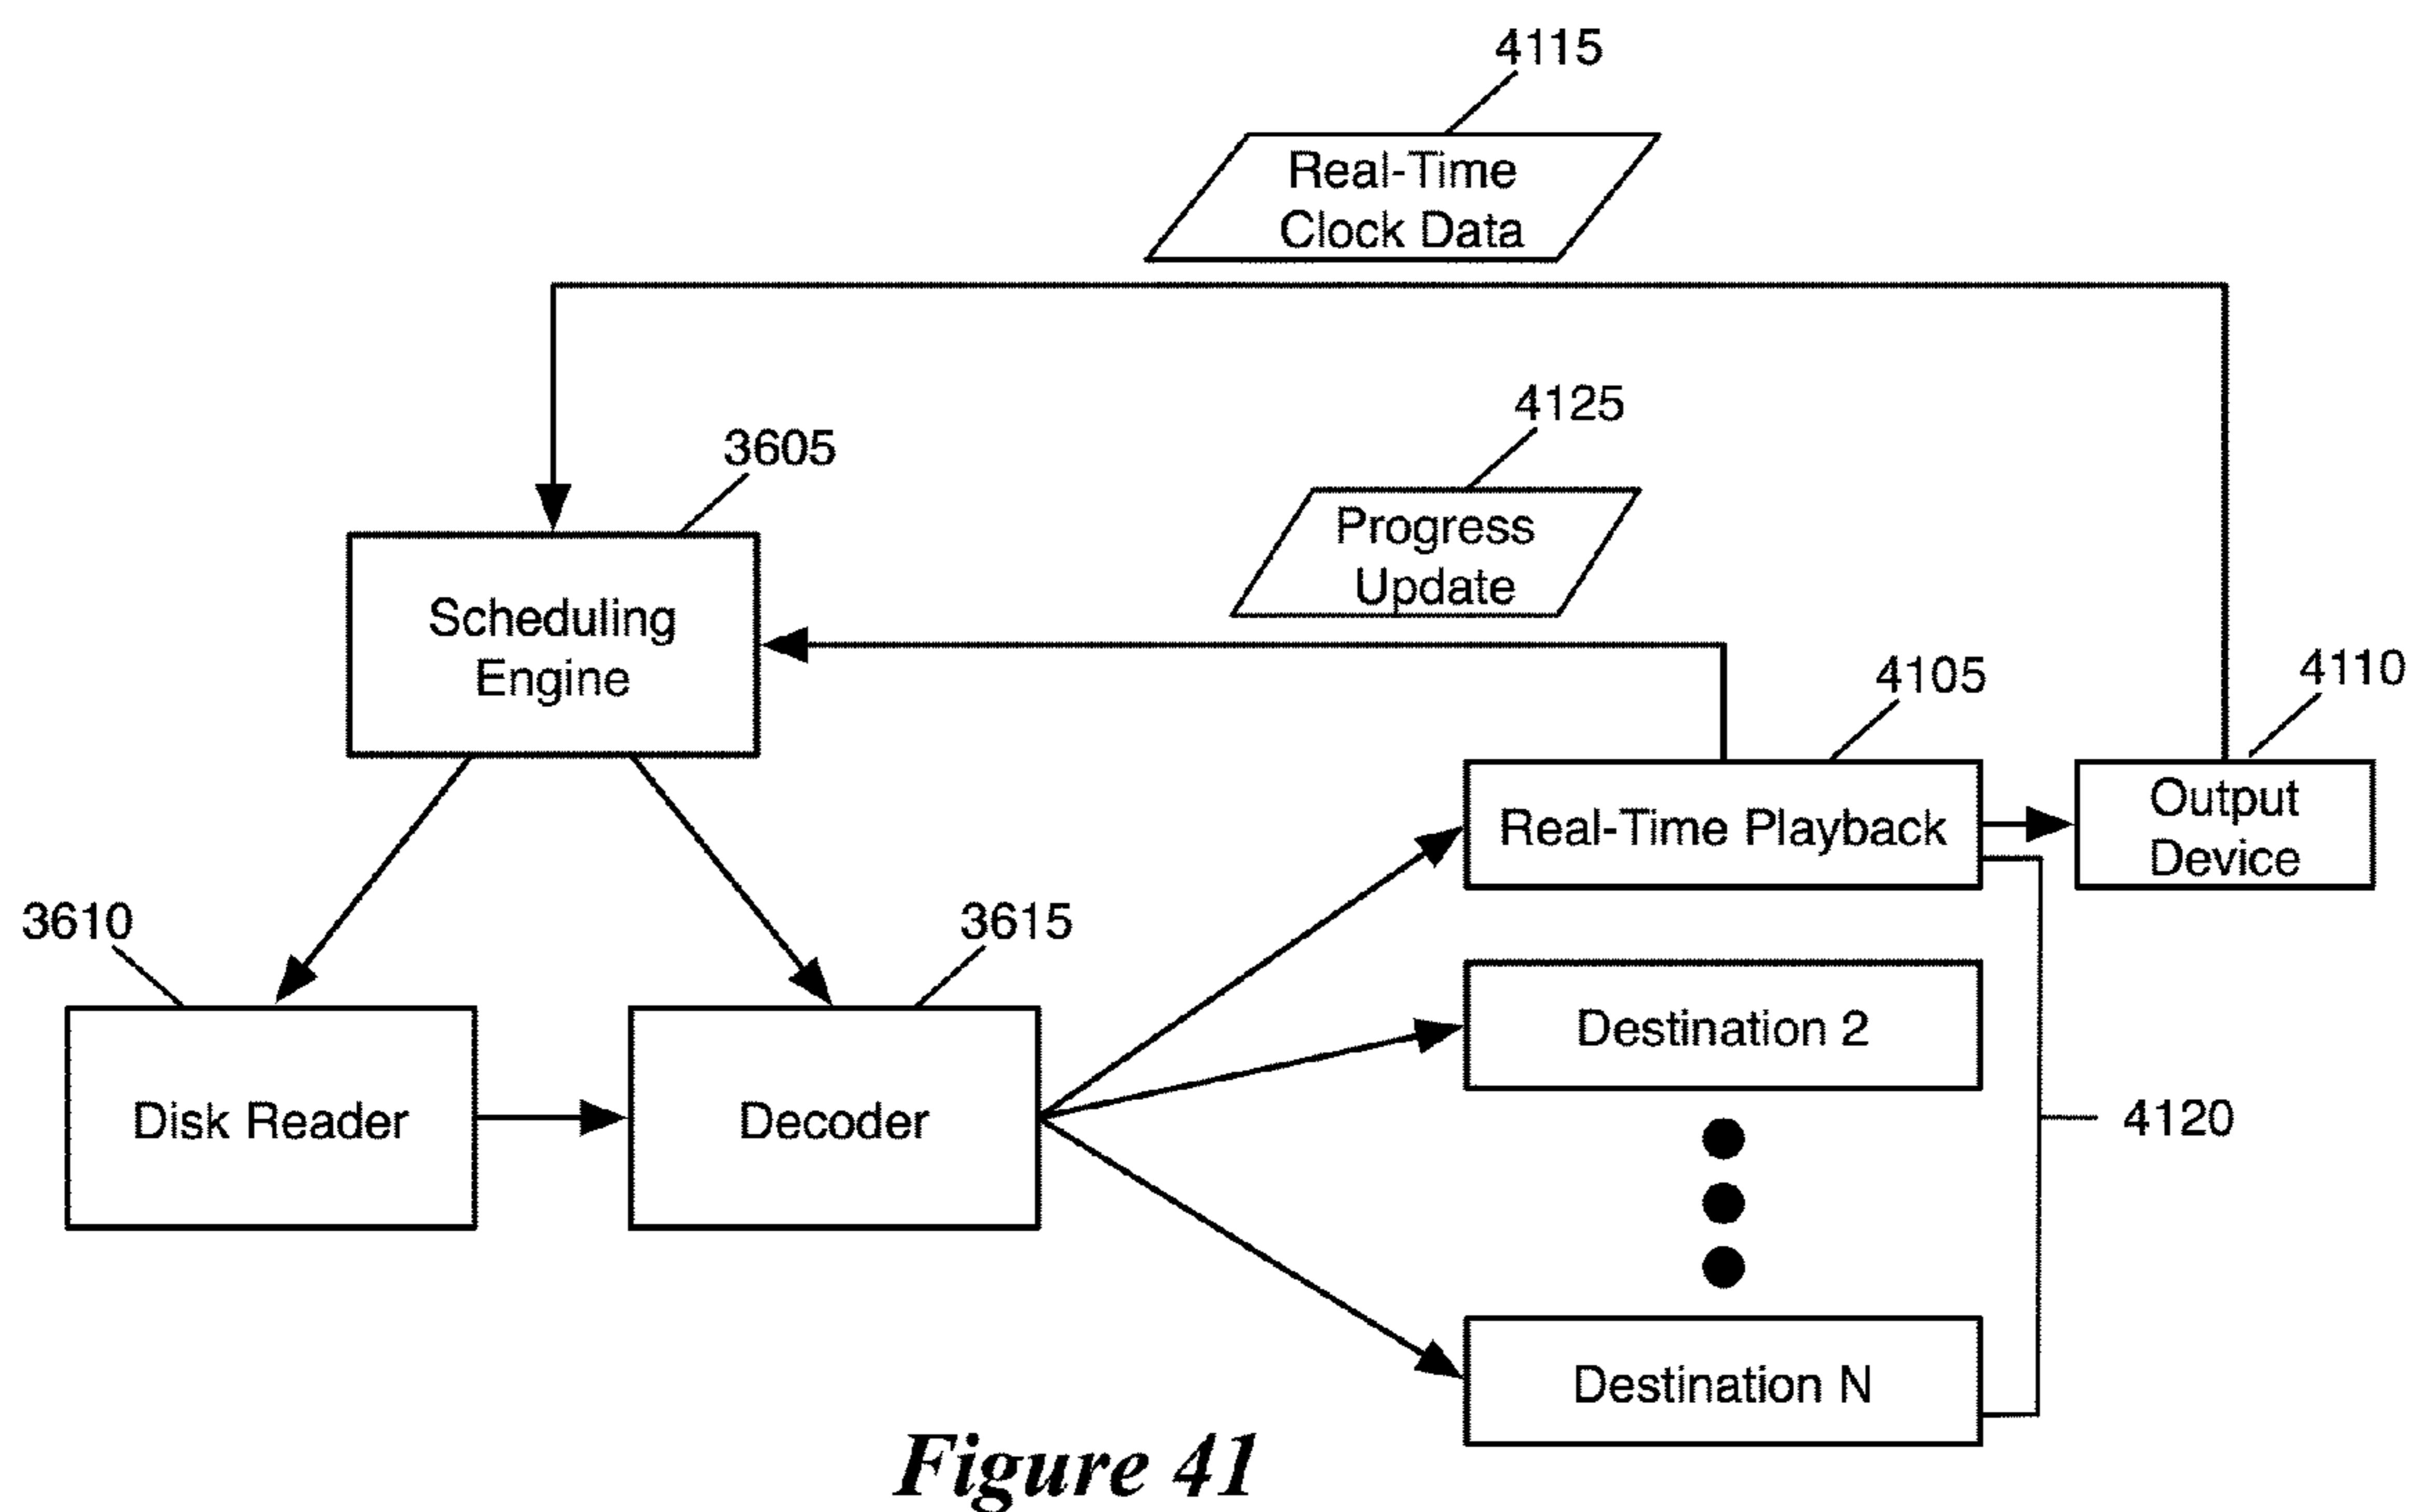 4115
Real-Time
Clock Data
4125
3605
Progress
Update
Scheduling
Engine
4105
4110
Real-Time Playback
Output
Device
3610
3615
Destination 2
Disk Reader
Decoder
4120
Destination N
Figure 41